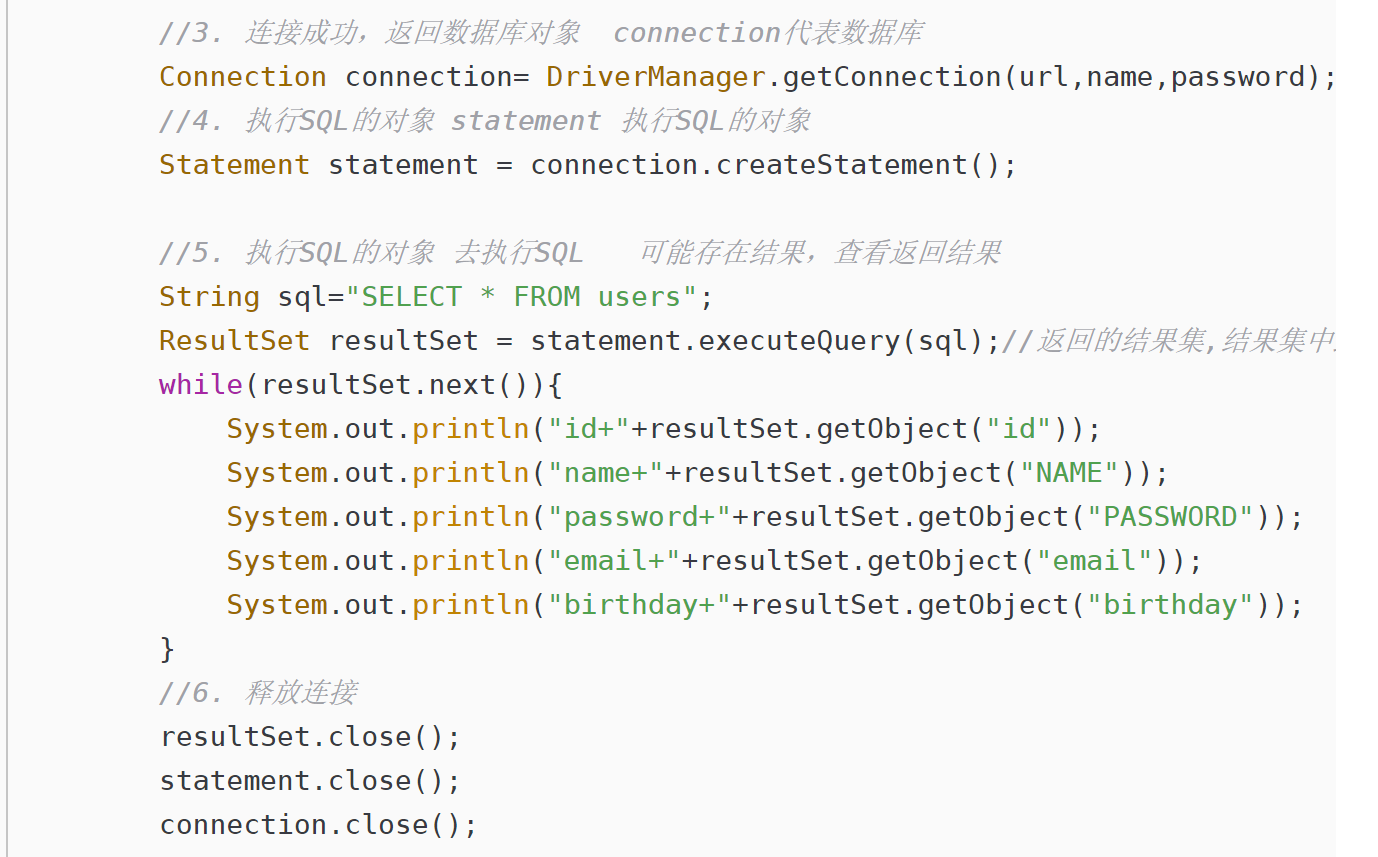 //3. 连接成功，返回数据库对象  connection代表数据库
Connection connection= DriverManager.getConnection(url,name,password);
//4. 执行SQL的对象 statement 执行SQL的对象
Statement statement = connection.createStatement();
//5. 执行SQL的对象 去执行SQL   可能存在结果，查看返回结果
String sql="SELECT * FROM users";
ResultSet resultSet = statement.executeQuery(sql);//返回的结果集,结果集中
while(resultSet.next()){
System.out.println("id+"+resultSet.getObject("id"));
System.out.println("name+"+resultSet.getObject("NAME"));
System.out.println("password+"+resultSet.getObject("PASSWORD"));
System.out.println("email+"+resultSet.getObject("email"));
System.out.println("birthday+"+resultSet.getObject("birthday"));
}
//6. 释放连接
resultSet.close();
statement.close();
connection.close();